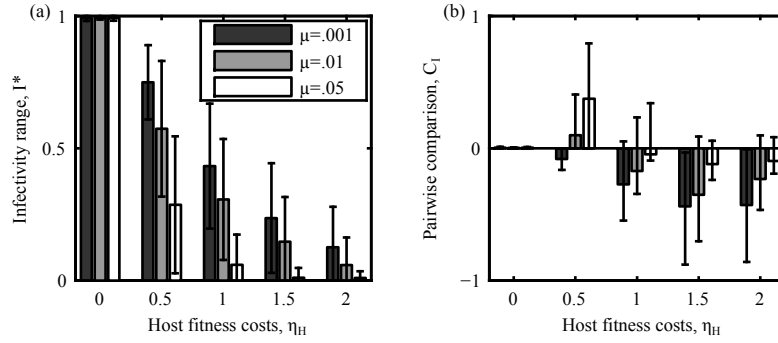 (a)
1
0.5
0
Infectivity range, I*
μ=.001
μ=.01
μ=.05
0
0.5
1
1.5
2
Host fitness costs, ηH
(b)
1
0
−1
Pairwise comparison, CI
0
0.5
1
1.5
2
Host fitness costs, ηH